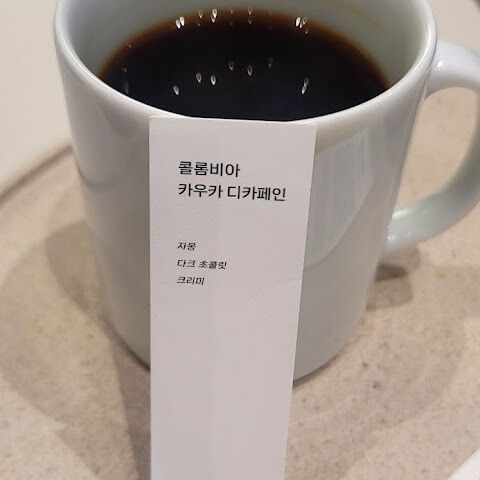 콜롬비아
카우카 디카페인
자몽
다크 초콜릿
크리미